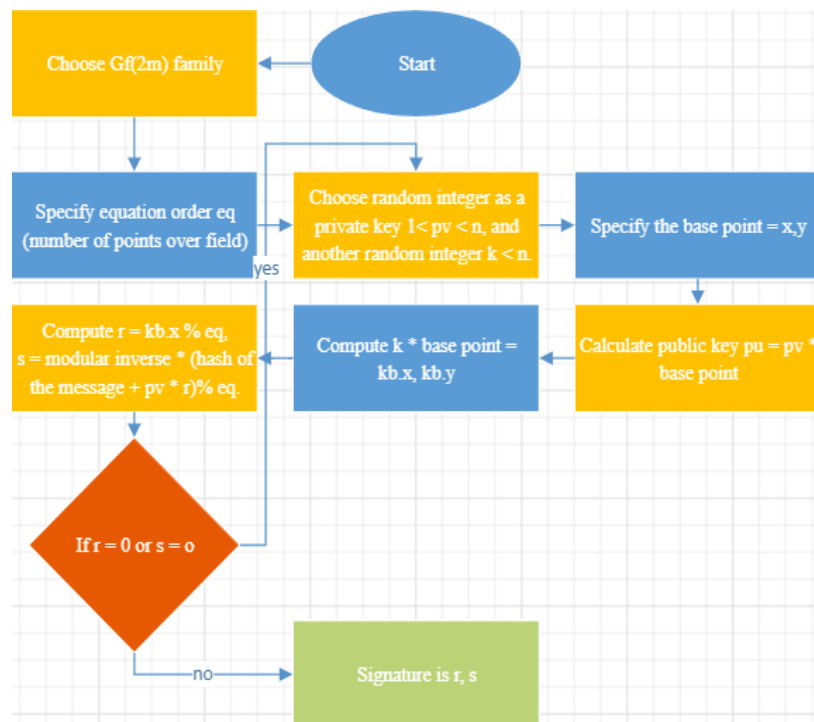 Start
Choose Gf(2m) family
Specify equation order eq
(number of points over field)
Choose random integer as a
private key 1< pv < n, and
another random integer k < n.
Specify the base point = x,y
Calculate public key pu = pv *
base point
Compute k * base point =
kb.x, kb.y
Compute r = kb.x % eq,
s = modular inverse * (hash of
the message + pv * r)% eq.
If r = 0 or s = o
yes
no
Signature is r, s